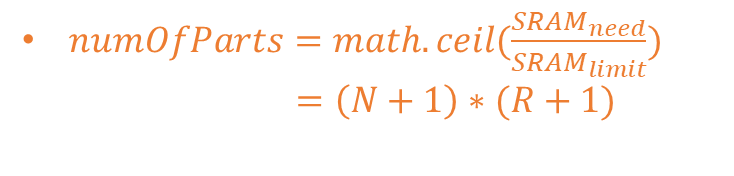 • numOfParts = math.ceil(SRAM_need/SRAM_limit)
= (N + 1) * (R + 1)